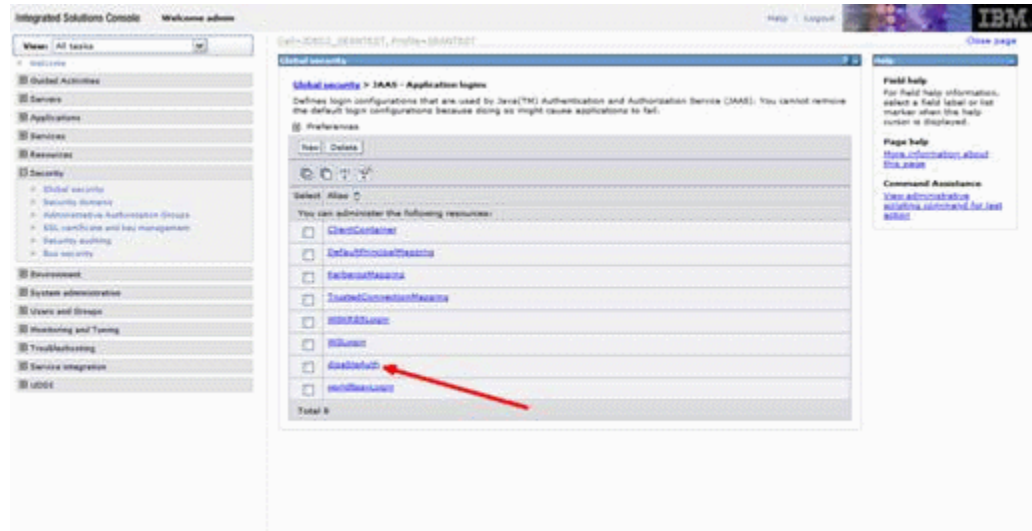 Integrated Solutions Console Welcome admin
Help | Logout
IBM
View: All tasks
Welcome
Guided Activities
Servers
Applications
Services
Resources
Security
Global security
Security domains
Administrative Authorization Groups
SSL certificate and key management
Security auditing
Bus security
Environment
System administration
Users and Groups
Monitoring and Tuning
Troubleshooting
Service integration
UDDI
Close page
Global security
Global security > JAAS - Application logins
Defines login configurations that are used by Java(TM) Authentication and Authorization Service (JAAS). You cannot remove
the default login configurations because doing so might cause applications to fail.
Preferences
New Delete
Select Alias
You can administer the following resources:
ClientContainer
DefaultPrincipalMapping
KerberosMapping
TrustedConnectionMapping
WSKRB5Login
WSLogin
Total 8
Help
Field help
For field help information,
select a field label or list
marker when the help
cursor is displayed.
Page help
More information about
this page
Command Assistance
View administrative
scripting command for last
action